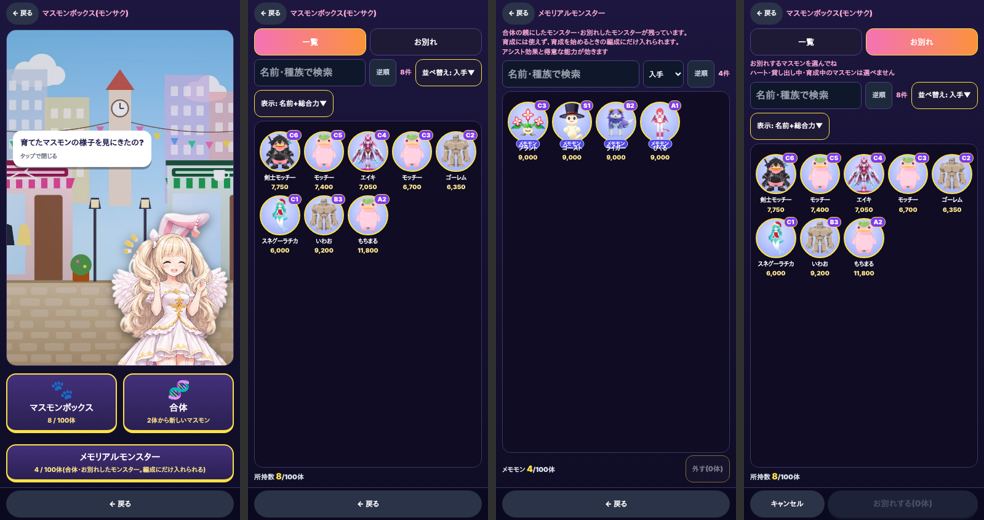 ← 戻る
マスモンボックス(モンサク)
育てたマスモンの様子を見にきたの?
タップで閉じる
マスモンボックス
8 / 100体
合体
2体から新しいマスモン
メモリアルモンスター
4 / 100体(合体・お別れしたモンスター。編成にだけ入れられる)
← 戻る
← 戻る
マスモンボックス(モンサク)
一覧
お別れ
名前・種族で検索
逆順
8件
並べ替え: 入手▼
表示: 名前+総合力▼
C6
C5
C4
C3
C2
剣士モッチー
モッチー
エイキ
モッチー
ゴーレム
7,750
7,400
7,050
6,700
6,350
C1
B3
A2
スネグーラチカ
いわお
もちまる
6,000
9,200
11,800
所持数 8/100体
← 戻る
← 戻る
メモリアルモンスター
合体の親にしたモンスター・お別れしたモンスターが残っています。
育成には使えず、育成を始めるときの編成にだけ入れられます。
アシスト効果と得意な能力が効きます
名前・種族で検索
入手
逆順
4件
C3
S1
B2
A1
9,000
9,000
9,000
9,000
メモモン 4/100体
外す(0体)
← 戻る
← 戻る
マスモンボックス(モンサク)
一覧
お別れ
お別れするマスモンを選んでね
ハート・貸し出し中・育成中のマスモンは選べません
名前・種族で検索
逆順
8件
並べ替え: 入手▼
表示: 名前+総合力▼
C6
C5
C4
C3
C2
剣士モッチー
モッチー
エイキ
モッチー
ゴーレム
7,750
7,400
7,050
6,700
6,350
C1
B3
A2
スネグーラチカ
いわお
もちまる
6,000
9,200
11,800
所持数 8/100体
キャンセル
お別れする(0体)